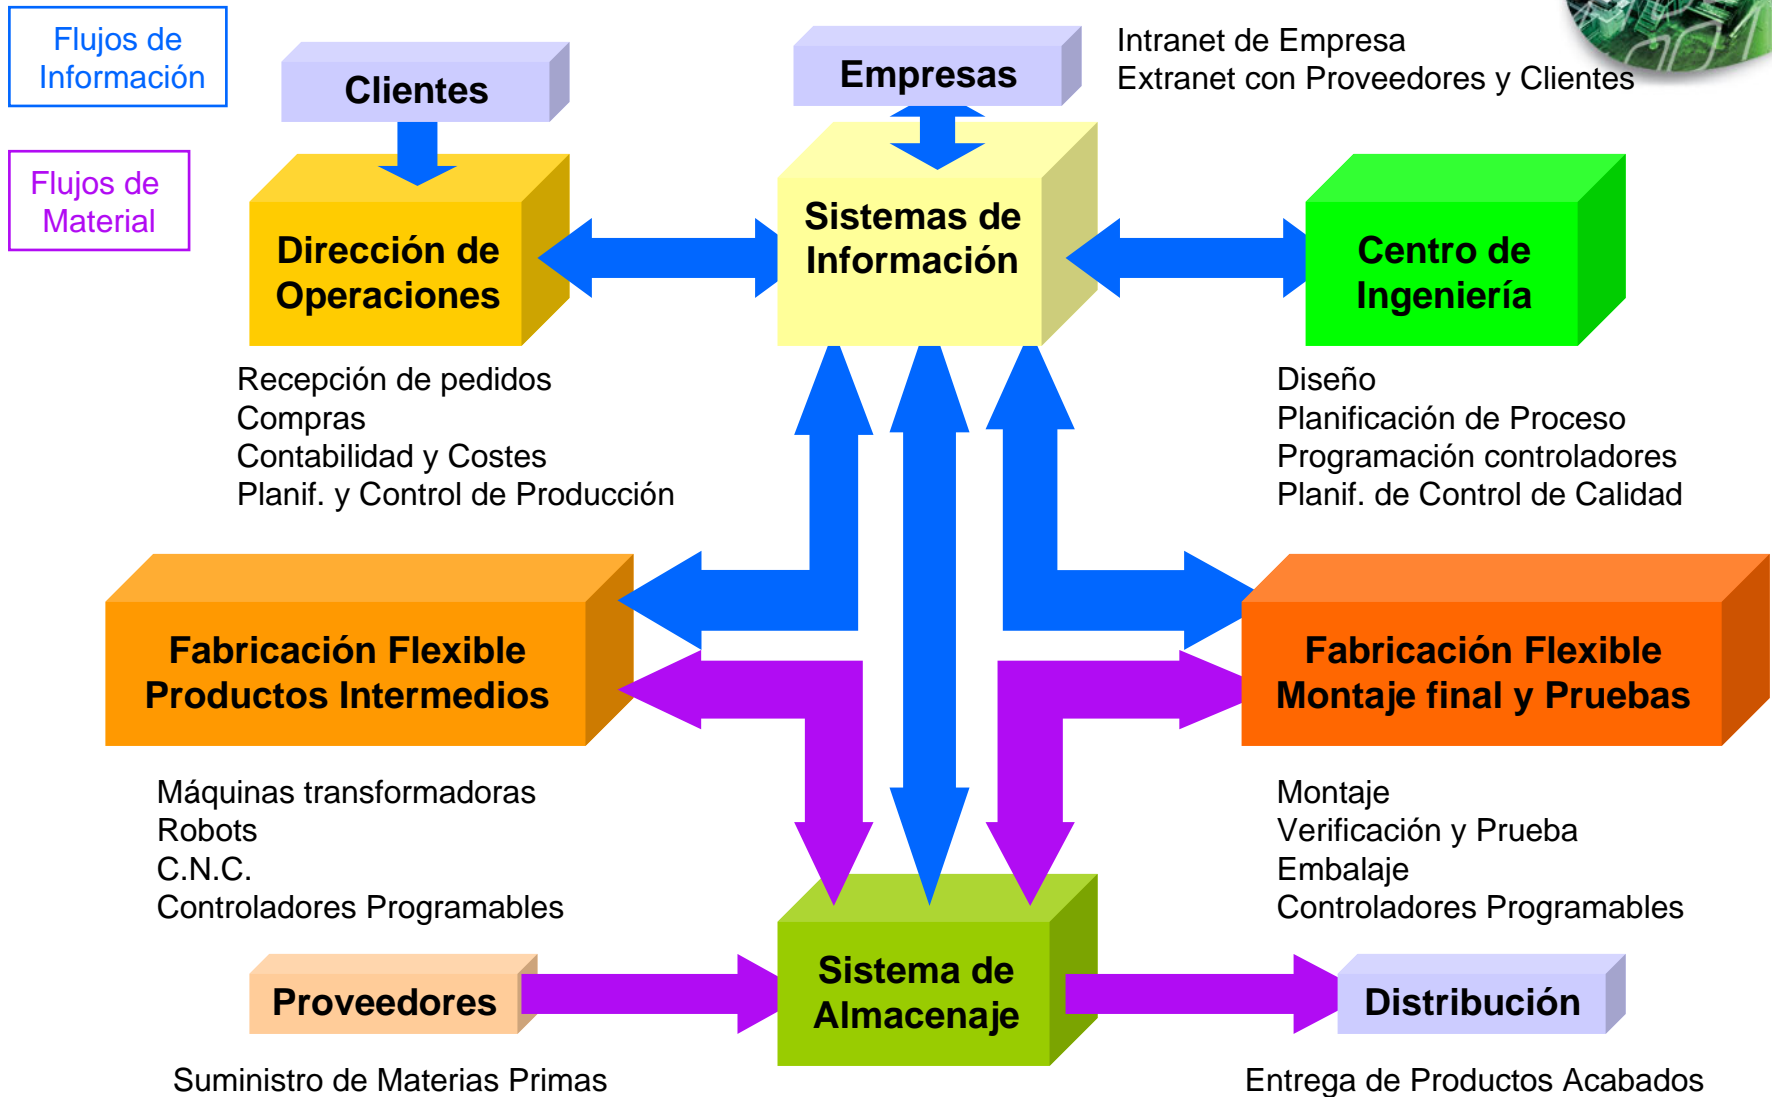 Flujos de
Información
Clientes
Empresas
Intranet de Empresa
Extranet con Proveedores y Clientes
Flujos de
Material
Dirección de
Operaciones
Sistemas de
Información
Centro de
Ingeniería
Recepción de pedidos
Compras
Contabilidad y Costes
Planif. y Control de Producción
Diseño
Planificación de Proceso
Programación controladores
Planif. de Control de Calidad
Fabricación Flexible
Productos Intermedios
Fabricación Flexible
Montaje final y Pruebas
Máquinas transformadoras
Robots
C.N.C.
Controladores Programables
Montaje
Verificación y Prueba
Embalaje
Controladores Programables
Proveedores
Sistema de
Almacenaje
Distribución
Suministro de Materias Primas
Entrega de Productos Acabados